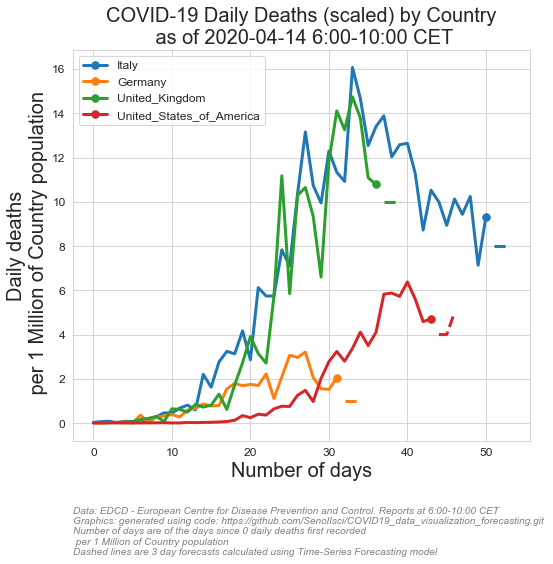 COVID-19 Daily Deaths (scaled) by Country
as of 2020-04-14 6:00-10:00 CET
Italy
Germany
United_Kingdom
United_States_of_America
Daily deaths
per 1 Million of Country population
16
14
12
10
8
6
4
2
0
0
10
20
30
40
50
Number of days
Data: EDCD - European Centre for Disease Prevention and Control. Reports at 6:00-10:00 CET
Graphics: generated using code: https://github.com/SenolIsci/COVID19_data_visualization_forecasting.git
Number of days are of the days since 0 daily deaths first recorded
per 1 Million of Country population
Dashed lines are 3 day forecasts calculated using Time-Series Forecasting model